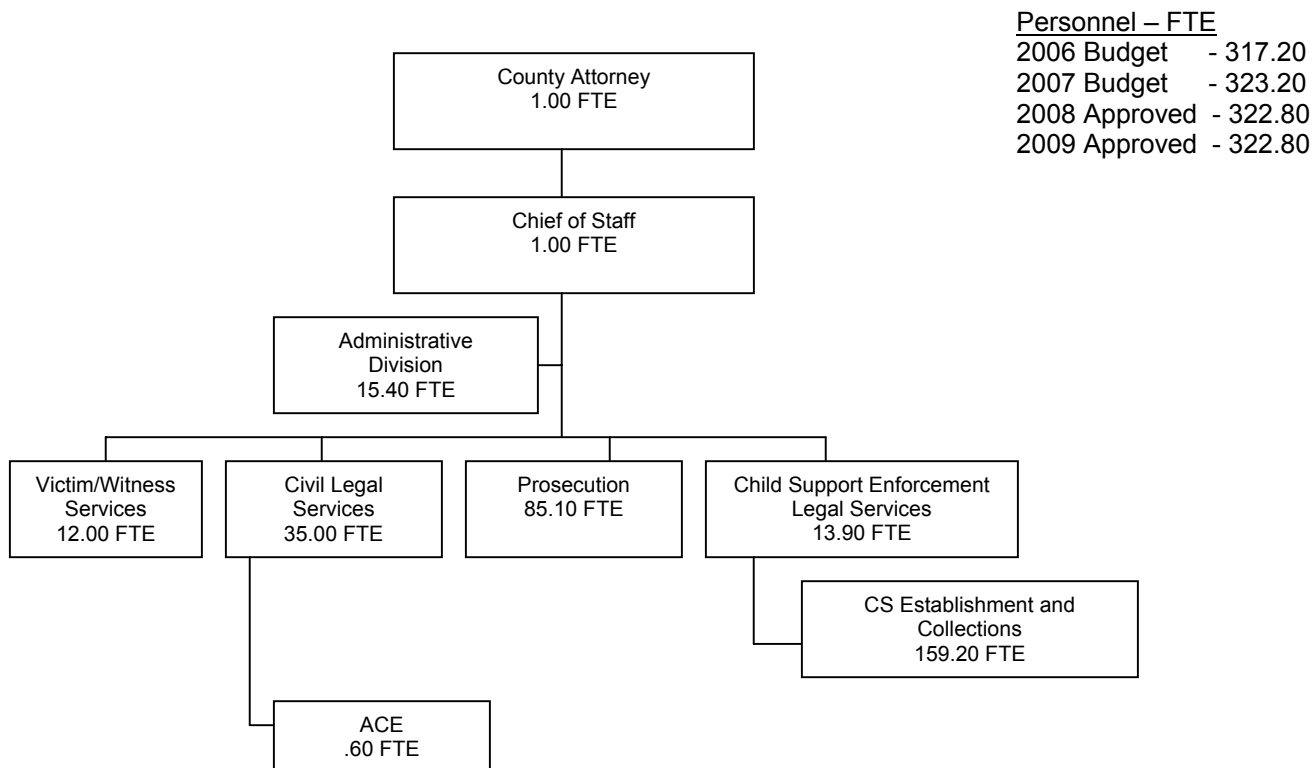 Personnel – FTE
2006 Budget - 317.20
2007 Budget - 323.20
2008 Approved - 322.80
2009 Approved - 322.80
County Attorney
1.00 FTE
Chief of Staff
1.00 FTE
Administrative
Division
15.40 FTE
Victim/Witness
Services
12.00 FTE
Civil Legal
Services
35.00 FTE
Prosecution
85.10 FTE
Child Support Enforcement
Legal Services
13.90 FTE
CS Establishment and
Collections
159.20 FTE
ACE
.60 FTE